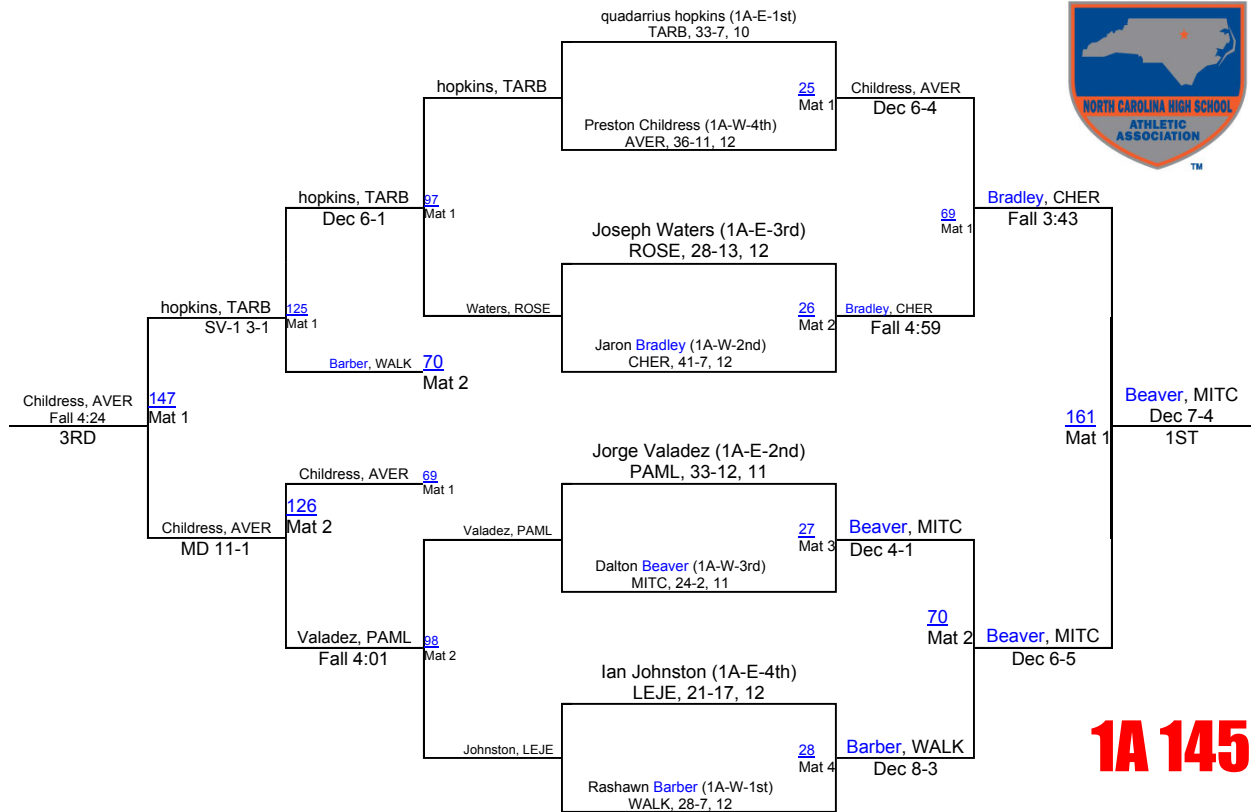 quadarrius hopkins (1A-E-1st)
TARB, 33-7, 10
hopkins, TARB
25
Mat 1
Childress, AVER
Dec 6-4
Preston Childress (1A-W-4th)
AVER, 36-11, 12
NORTH CAROLINA HIGH SCHOOL
ATHLETIC
ASSOCIATION
TM
hopkins, TARB
Dec 6-1
97
Mat 1
69
Mat 1
Bradley, CHER
Fall 3:43
Joseph Waters (1A-E-3rd)
ROSE, 28-13, 12
hopkins, TARB
SV-1 3-1
125
Mat 1
Waters, ROSE
26
Mat 2
Bradley, CHER
Fall 4:59
Jaron Bradley (1A-W-2nd)
CHER, 41-7, 12
Barber, WALK
70
Mat 2
Childress, AVER
Fall 4:24
3RD
147
Mat 1
161
Mat 1
Beaver, MITC
Dec 7-4
1ST
Jorge Valadez (1A-E-2nd)
PAML, 33-12, 11
Childress, AVER
69
Mat 1
Childress, AVER
MD 11-1
126
Mat 2
Valadez, PAML
27
Mat 3
Beaver, MITC
Dec 4-1
Dalton Beaver (1A-W-3rd)
MITC, 24-2, 11
Valadez, PAML
Fall 4:01
98
Mat 2
70
Mat 2
Beaver, MITC
Dec 6-5
Ian Johnston (1A-E-4th)
LEJE, 21-17, 12
Johnston, LEJE
28
Mat 4
Barber, WALK
Dec 8-3
Rashawn Barber (1A-W-1st)
WALK, 28-7, 12
1A 145